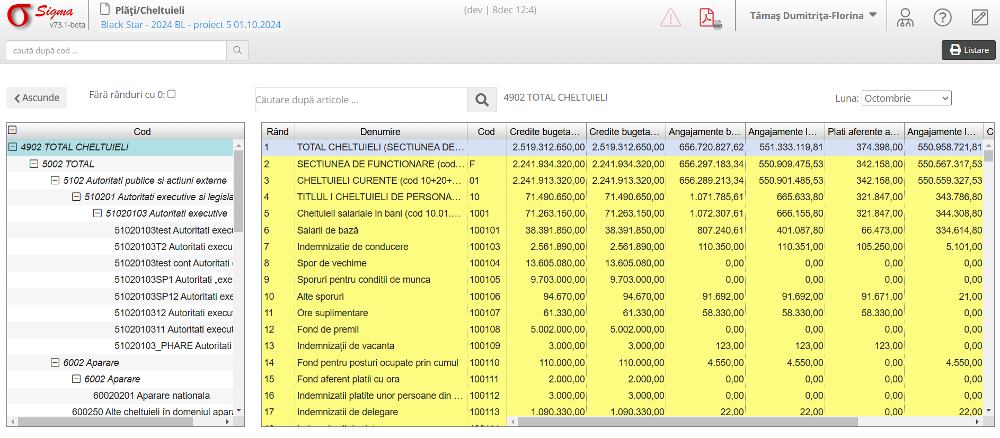 Sigma
v73.1-beta
Plăți/Cheltuieli
Black Star - 2024 BL - proiect 5 01.10.2024
(dev | 8dec 12:4)
Tămaş Dumitriţa-Florina
caută după cod ...
Listare
Ascunde
Fără rânduri cu 0:
Căutare după articole ...
4902 TOTAL CHELTUIELI
Luna: Octombrie
Cod
4902 TOTAL CHELTUIELI
5002 TOTAL
5102 Autoritati publice si actiuni externe
510201 Autoritati executive si legisla
51020103 Autoritati executive
51020103test Autoritati execu
51020103T2 Autoritati execut
51020103test cont Autoritati
51020103SP1 Autoritati „exe
51020103SP12 Autoritati exe
5102010312 Autoritati execut
5102010311 Autoritati execut
51020103_PHARE Autoritati
6002 Aparare
6002 Aparare
60020201 Aparare nationala
600250 Alte cheltuieli în domeniul apară
Rând Denumire Cod Credite bugeta... Credite bugeta... Angajamente b... Angajamente l... Plati aferente a... Angajamente l...
1 TOTAL CHELTUIELI (SECTIUNEA DE... 2.519.312.650,00 2.519.312.650,00 656.720.827,62 551.333.119,81 374.398,00 550.958.721,81
2 SECTIUNEA DE FUNCTIONARE (cod... F 2.241.934.320,00 2.241.934.320,00 656.297.183,34 550.909.475,53 342.158,00 550.567.317,53
3 CHELTUIELI CURENTE (cod 10+20+... 01 2.241.913.320,00 2.241.913.320,00 656.289.213,34 550.901.485,53 342.158,00 550.559.327,53
4 TITLUL I CHELTUIELI DE PERSONA... 10 71.490.650,00 71.490.650,00 1.071.785,61 665.633,80 321.847,00 343.786,80
5 Cheltuieli salariale in bani (cod 10.01.... 1001 71.263.150,00 71.263.150,00 1.072.307,61 666.155,80 321.847,00 344.308,80
6 Salarii de bază 100101 38.391.850,00 38.391.850,00 807.240,61 401.087,80 66.473,00 334.614,80
7 Indemnizatie de conducere 100103 2.561.890,00 2.561.890,00 110.350,00 110.351,00 105.250,00 5.101,00
8 Spor de vechime 100104 13.605.080,00 13.605.080,00 0,00 0,00 0,00 0,00
9 Sporuri pentru conditii de munca 100105 9.703.000,00 9.703.000,00 0,00 0,00 0,00 0,00
10 Alte sporuri 100106 94.670,00 94.670,00 91.692,00 91.692,00 91.671,00 21,00
11 Ore suplimentare 100107 61.330,00 61.330,00 58.330,00 58.330,00 58.330,00 0,00
12 Fond de premii 100108 5.002.000,00 5.002.000,00 0,00 0,00 0,00 0,00
13 Indemnizații de vacanta 100109 3.000,00 3.000,00 123,00 123,00 123,00 0,00
14 Fond pentru posturi ocupate prin cumul 100110 110.000,00 110.000,00 4.550,00 4.550,00 0,00 4.550,00
15 Fond aferent platii cu ora 100111 2.000,00 2.000,00 0,00 0,00 0,00 0,00
16 Indemnizatii platite unor persoane din ... 100112 3.000,00 3.000,00 0,00 0,00 0,00 0,00
17 Indemnizatii de delegare 100113 1.090.330,00 1.090.330,00 22,00 22,00 0,00 22,00